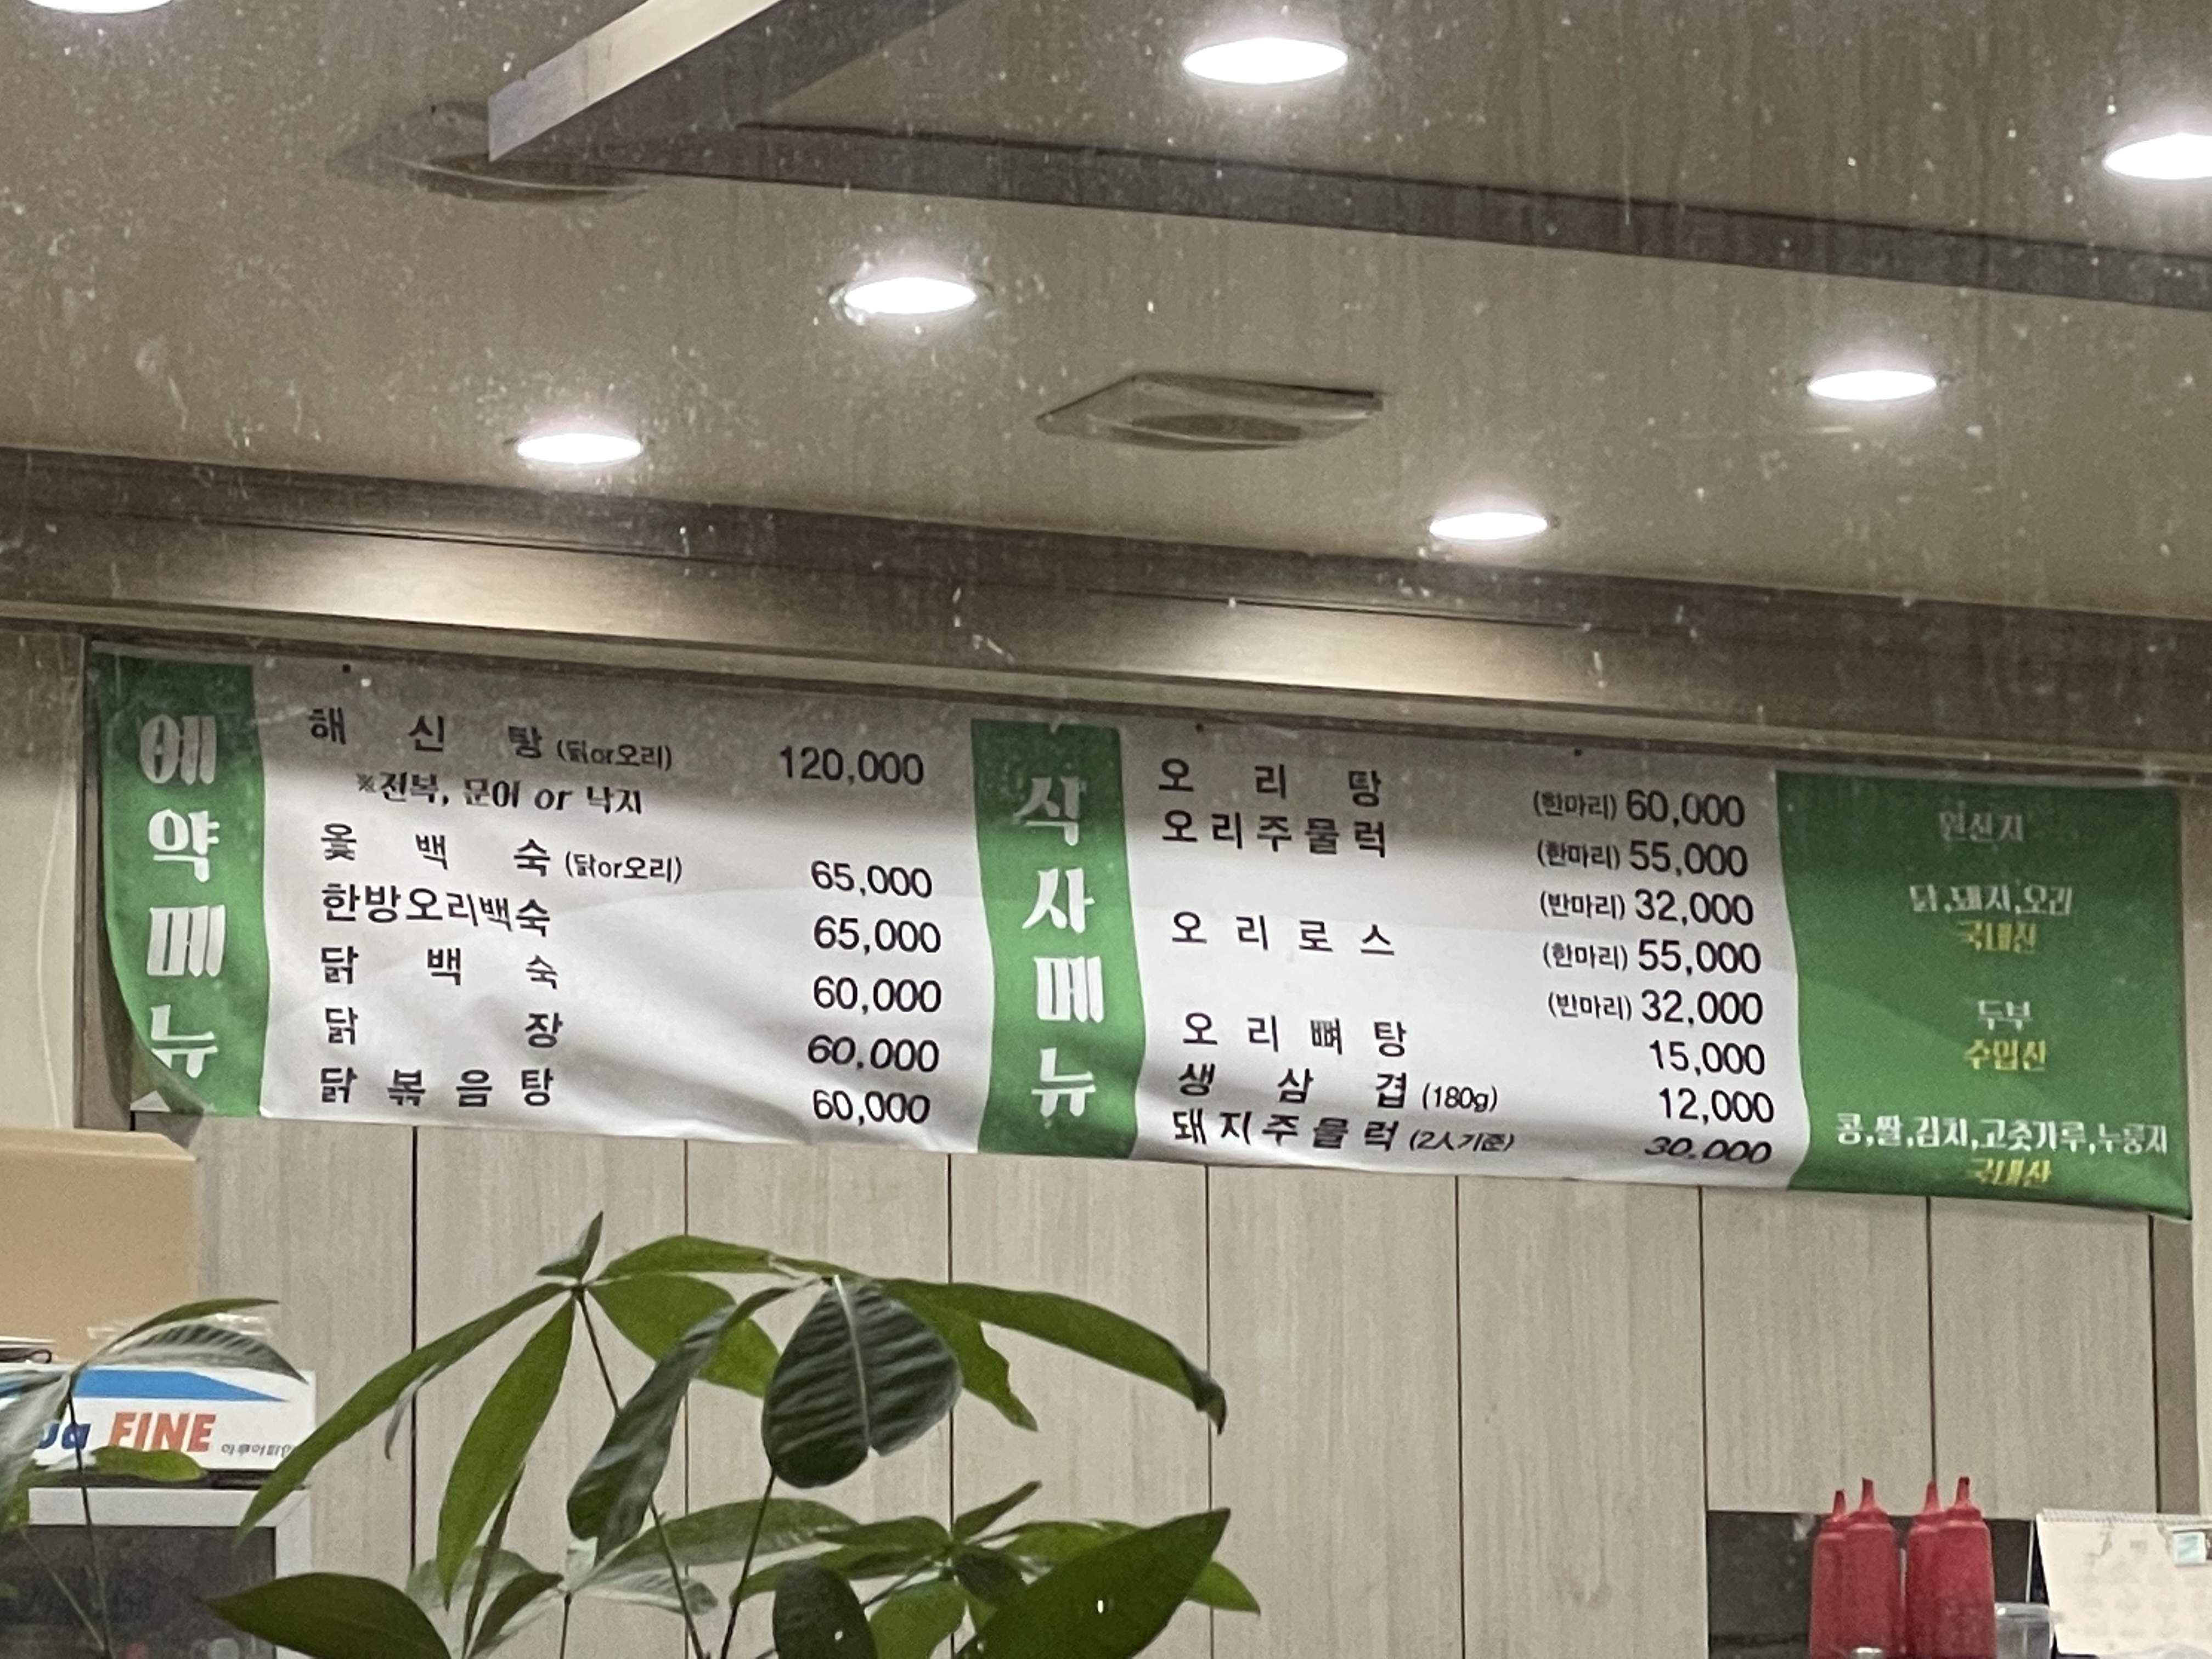 예약메뉴
해신탕 (닭or오리) 120,000
※전복, 문어 or 낙지
옻백숙 (닭or오리) 65,000
한방오리백숙 65,000
닭백숙 60,000
닭장 60,000
닭볶음탕 60,000
식사메뉴
오리탕 (한마리) 60,000
오리주물럭 (한마리) 55,000
(반마리) 32,000
오리로스 (한마리) 55,000
(반마리) 32,000
오리뼈탕 15,000
생삼겹 (180g) 12,000
돼지주물럭 (2人기준) 30,000
원산지
닭,돼지,오리
국내산
두부
수입산
콩,쌀,김치,고춧가루,누룽지
국내산
FINE